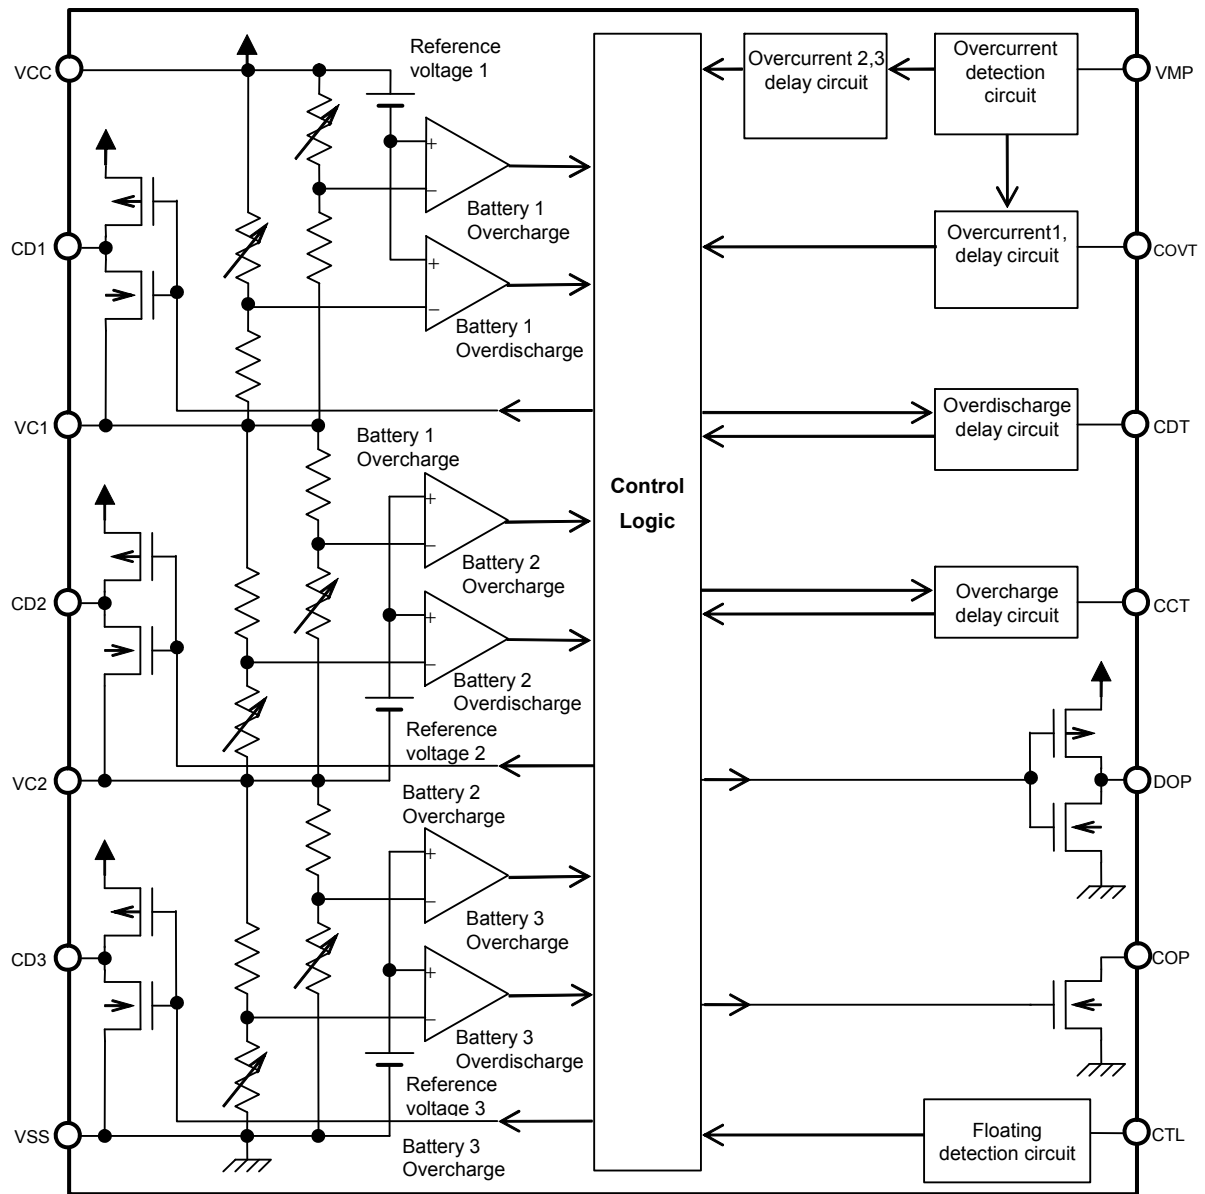 VCC
CD1
VC1
CD2
VC2
CD3
VSS
Reference
voltage 1
+
−
Battery 1
Overcharge
+
−
Battery 1
Overdischarge
Battery 1
Overcharge
+
−
Battery 2
Overcharge
+
−
Battery 2
Overdischarge
Reference
voltage 2
Battery 2
Overcharge
+
−
Battery 3
Overcharge
+
−
Battery 3
Overdischarge
Reference
voltage 3
Battery 3
Overcharge
Control
Logic
Overcurrent 2,3
delay circuit
Overcurrent
detection
circuit
Overcurrent1,
delay circuit
Overdischarge
delay circuit
Overcharge
delay circuit
Floating
detection circuit
VMP
COVT
CDT
CCT
DOP
COP
CTL